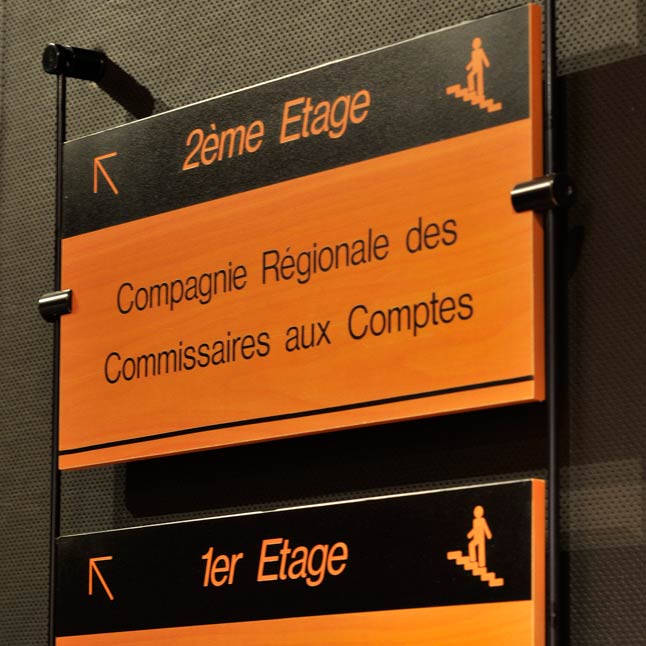 2ème Etage
Compagnie Régionale des
Commissaires aux Comptes
1er Etage